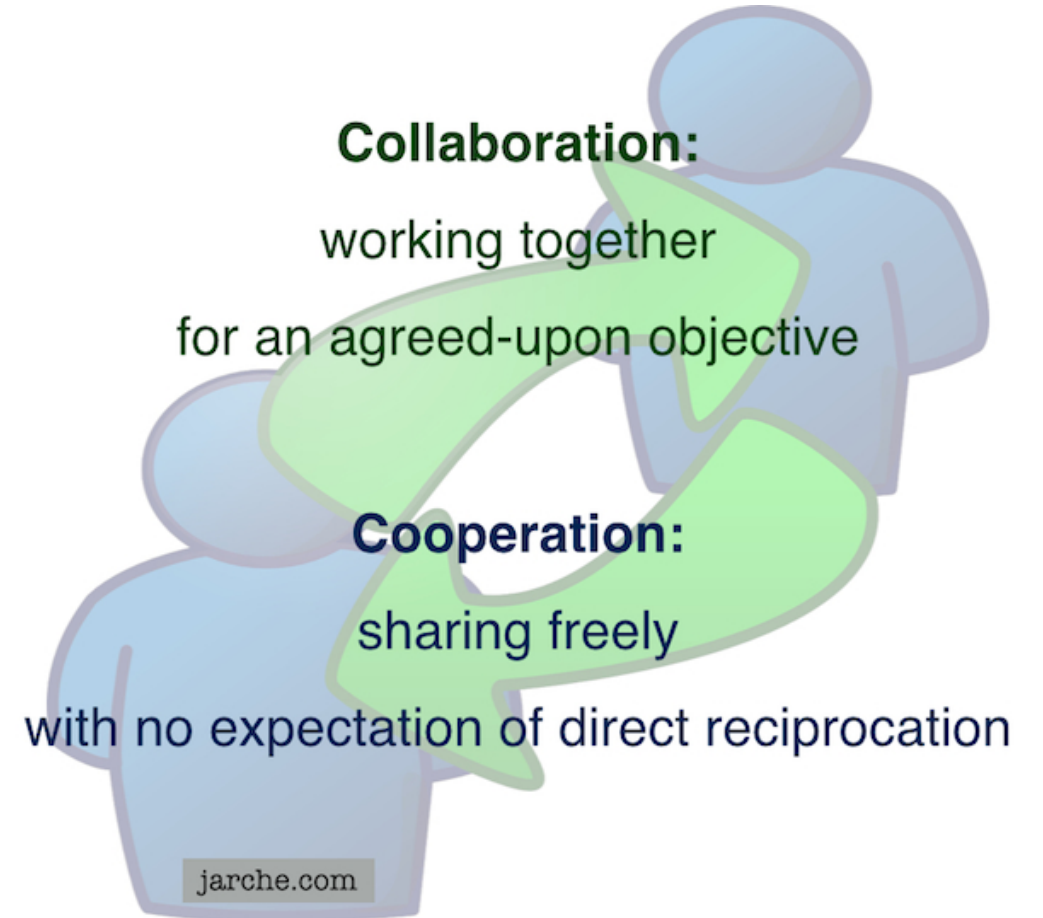 Collaboration:
working together
for an agreed-upon objective
Cooperation:
sharing freely
with no expectation of direct reciprocation
jarche.com